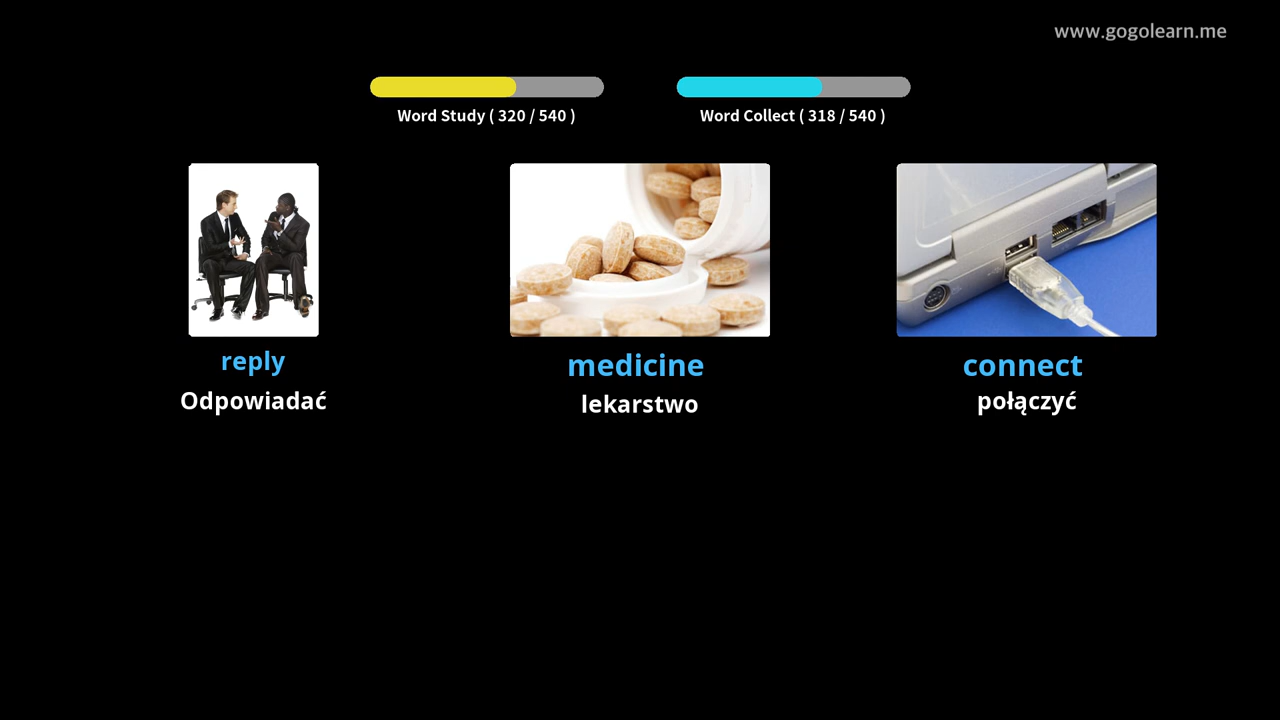 www.gogolearn.me
Word Study ( 320 / 540 )
Word Collect ( 318 / 540 )
reply
Odpowiadać
medicine
lekarstwo
connect
połączyć